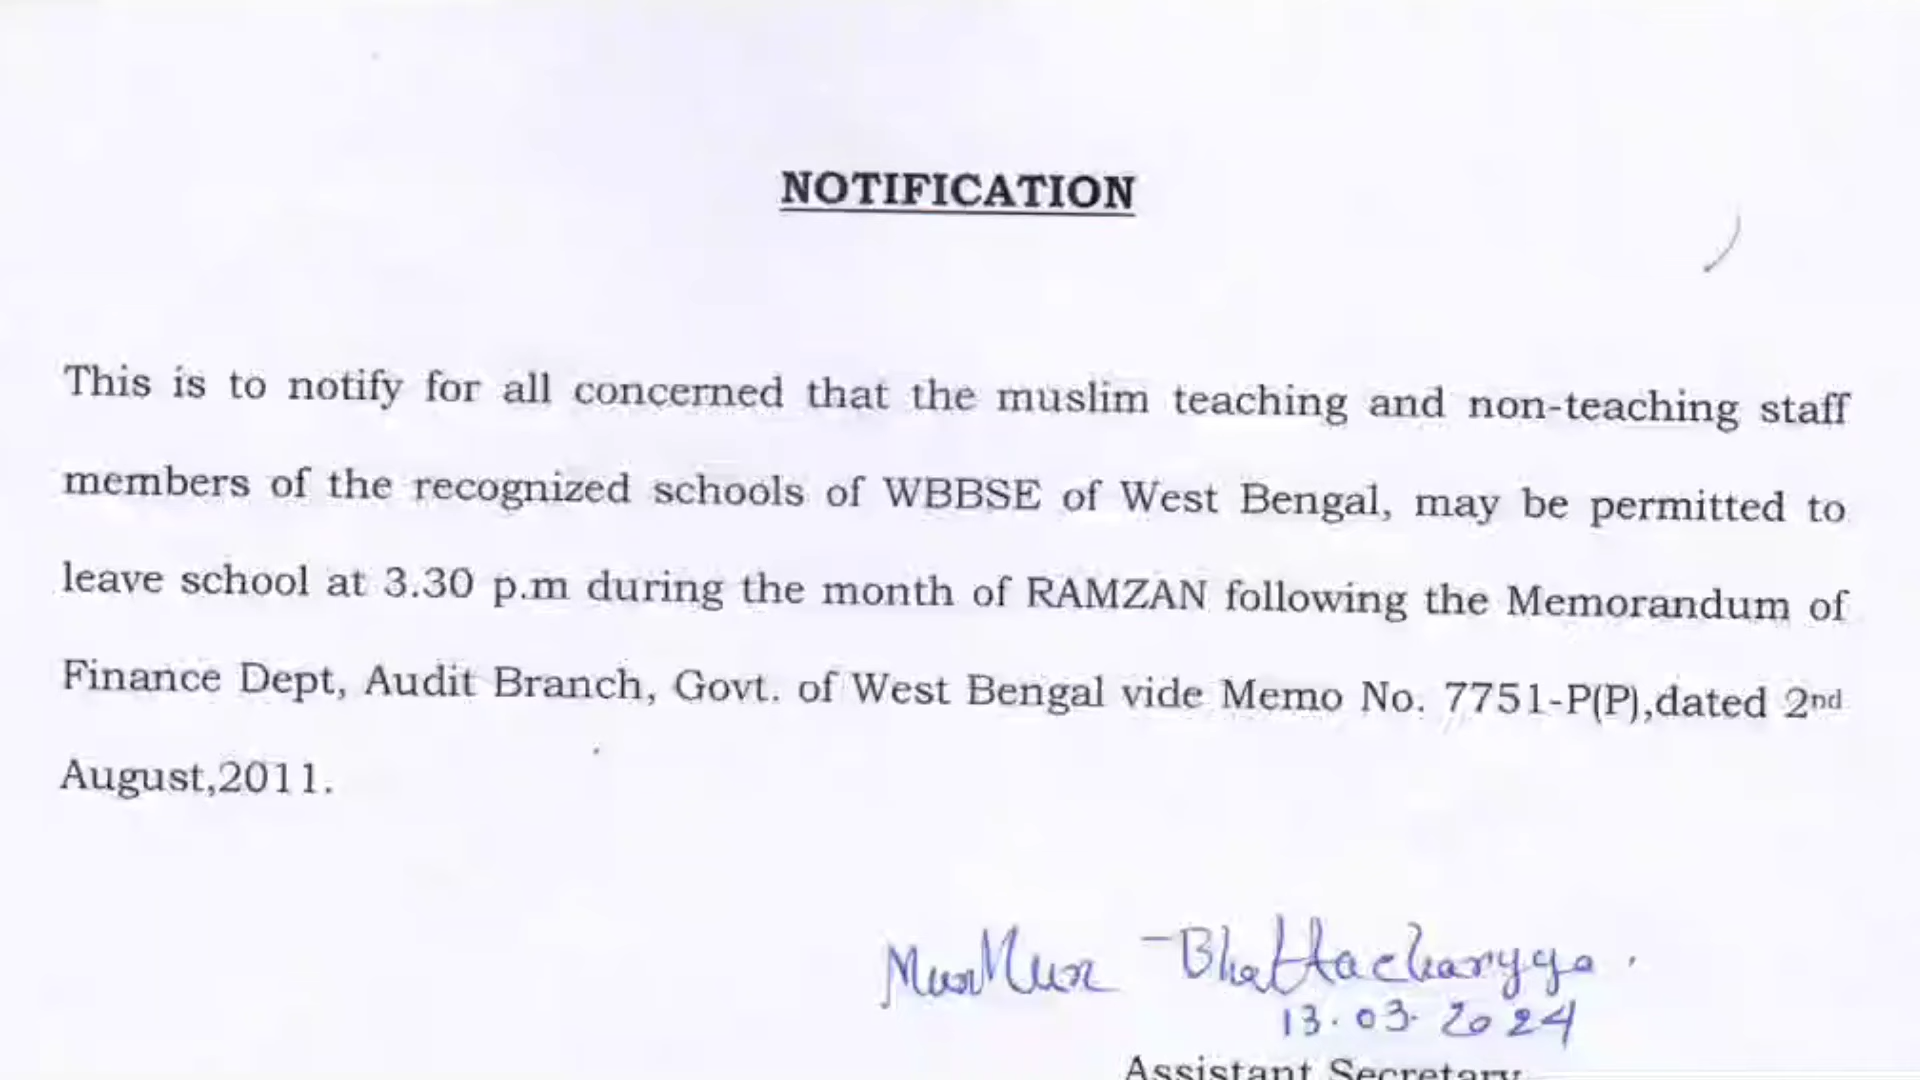 NOTIFICATION
This is to notify for all concerned that the muslim teaching and non-teaching staff
members of the recognized schools of WBBSE of West Bengal, may be permitted to
leave school at 3.30 p.m during the month of RAMZAN following the Memorandum of
Finance Dept, Audit Branch, Govt. of West Bengal vide Memo No. 7751-P(P),dated 2nd
August,2011.
MunMun Bhattacharyya.
13.03.2024
Assistant Secretary